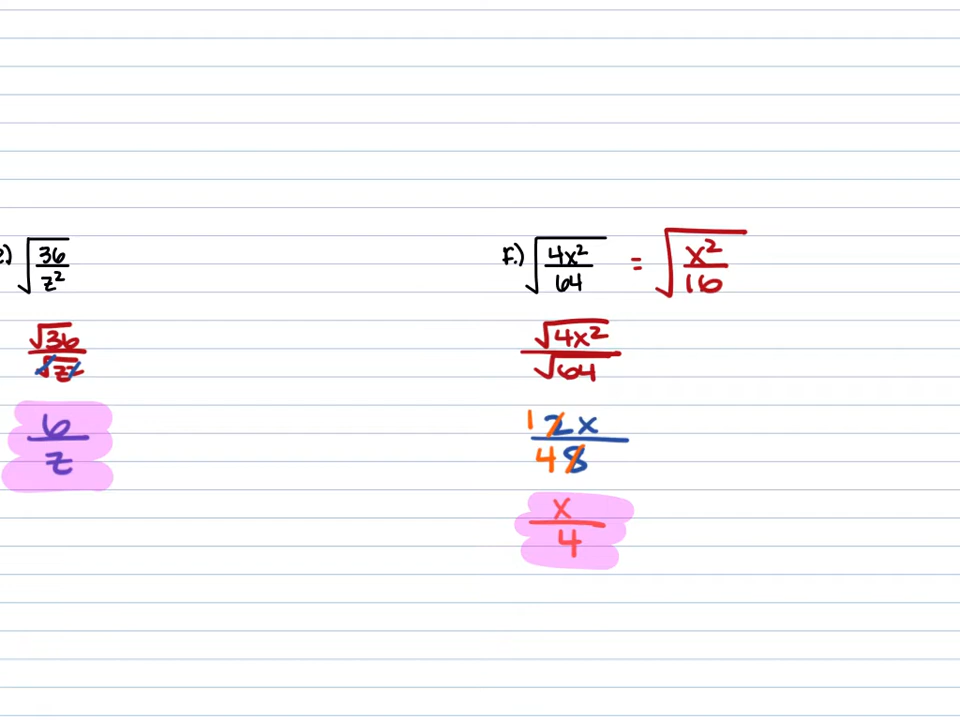 e.) √(36/z²)
√36/√z²
6/z
F.) √(4x²/64) = √(x²/16)
√4x²/√64
1 2x/4 8
x/4